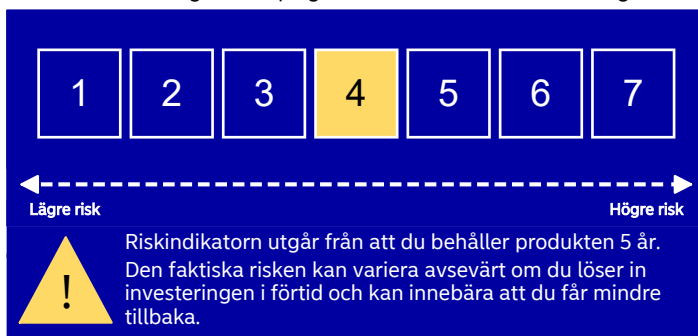 1 2 3 4 5 6 7
Lägre risk Högre risk
! Riskindikatorn utgår från att du behåller produkten 5 år.
Den faktiska risken kan variera avsevärt om du löser in
investeringen i förtid och kan innebära att du får mindre
tillbaka.